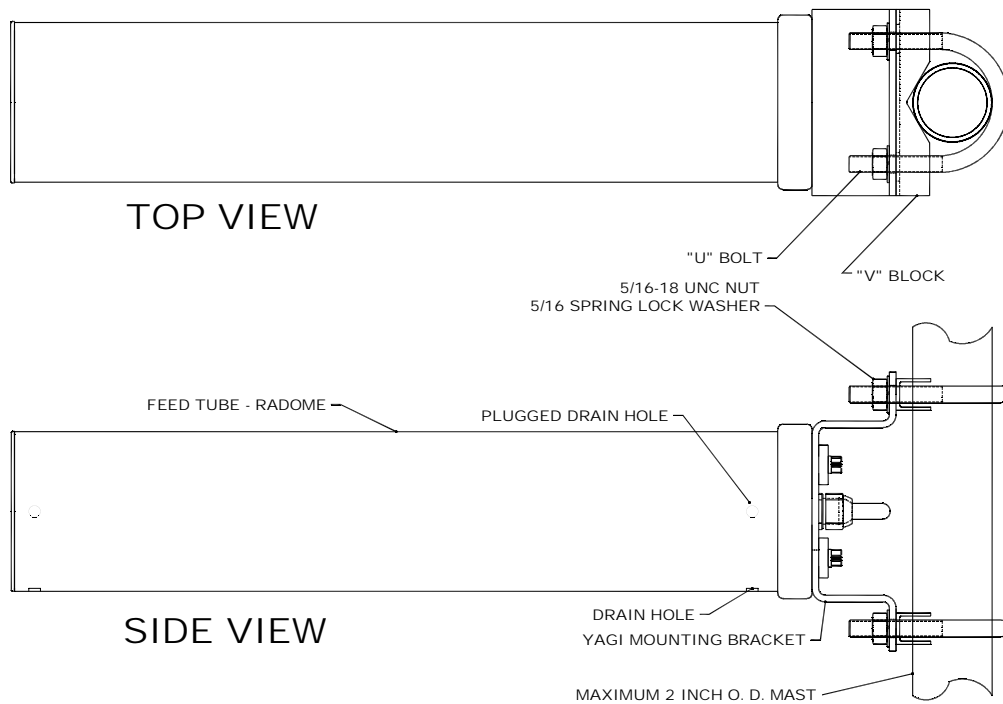 TOP VIEW
"U" BOLT
"V" BLOCK
5/16-18 UNC NUT
5/16 SPRING LOCK WASHER
FEED TUBE - RADOME
PLUGGED DRAIN HOLE
SIDE VIEW
DRAIN HOLE
YAGI MOUNTING BRACKET
MAXIMUM 2 INCH O. D. MAST